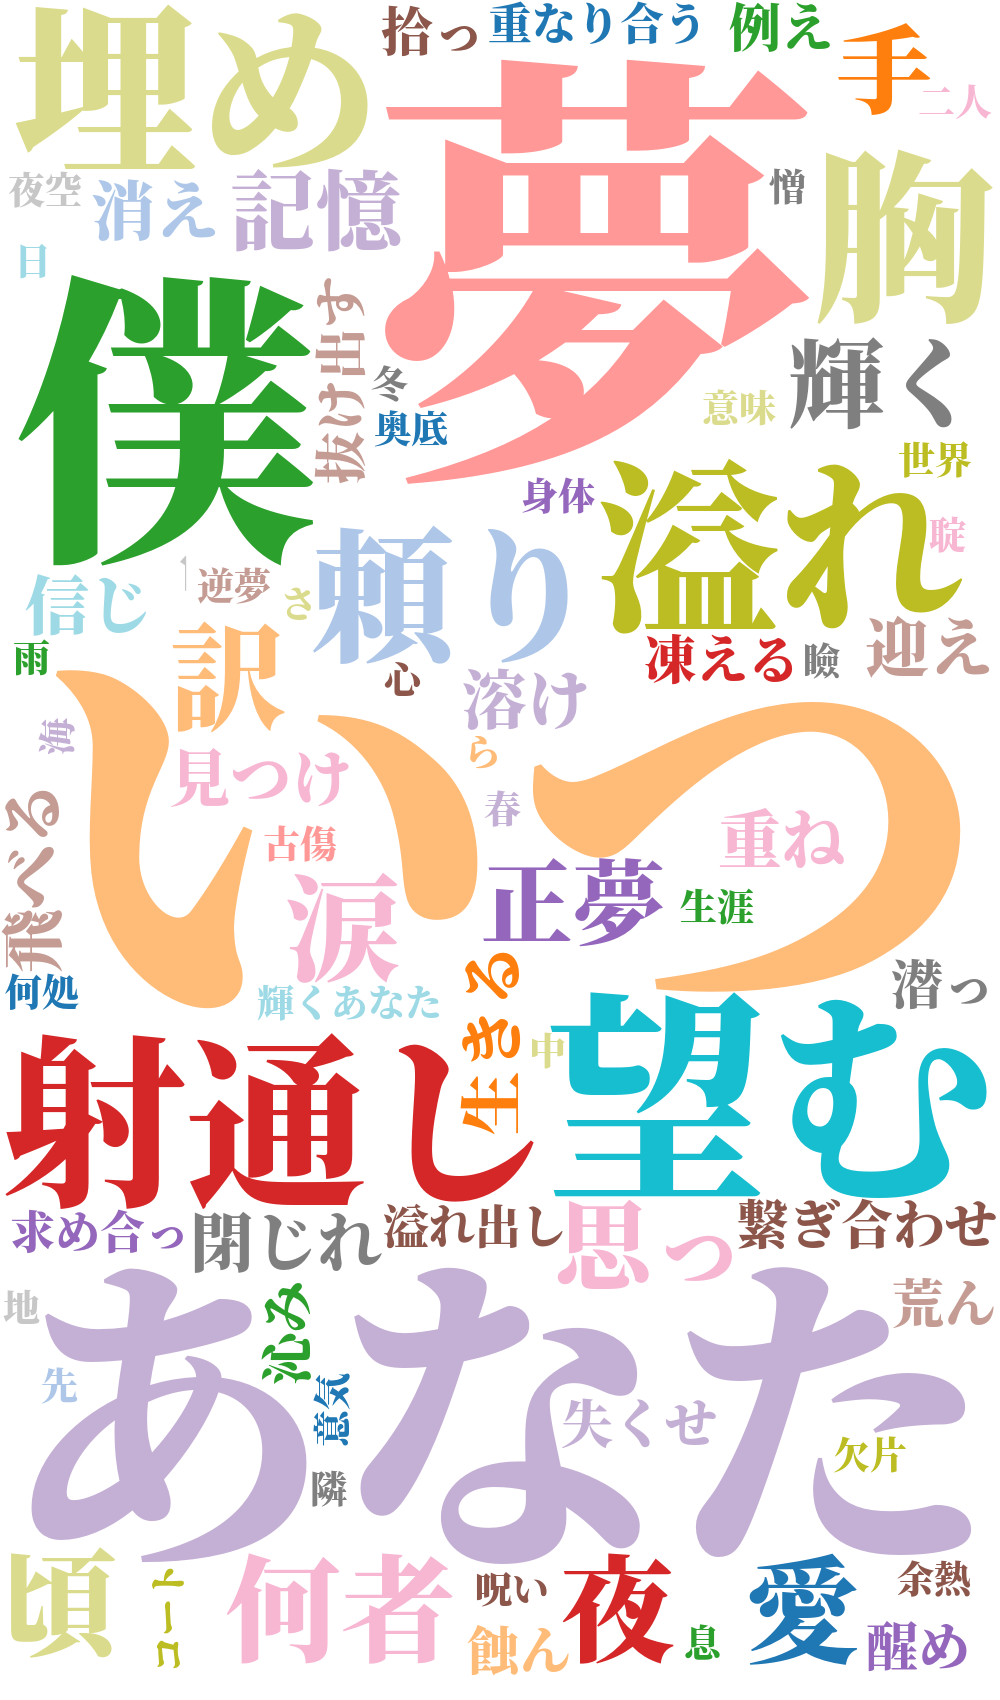 埋め
拾っ
重なり合う
例え
手
二人
夢
夜空
消え
記憶
憎
胸
日
僕
抜け出す
冬
奥底
意味
輝く
世界
身体
溢れ
聢
信じ
逆夢
さ
頼り
雨
訳
心
溶け
凍える
瞼
迎え
いつ
海
見つけ
ら
春
飛べる
古傷
涙
正夢
生涯
重ね
何処
輝くあなた
生きる
潜っ
中
射通し
望む
求め合っ
閉じれ
溢れ出し
思っ
繋ぎ合わせ
地
あなた
沁み
荒ん
先
意気
失くせ
欠片
隣
頃
コート
何者
呪い
蝕ん
夜
息
愛
余熱
醒め